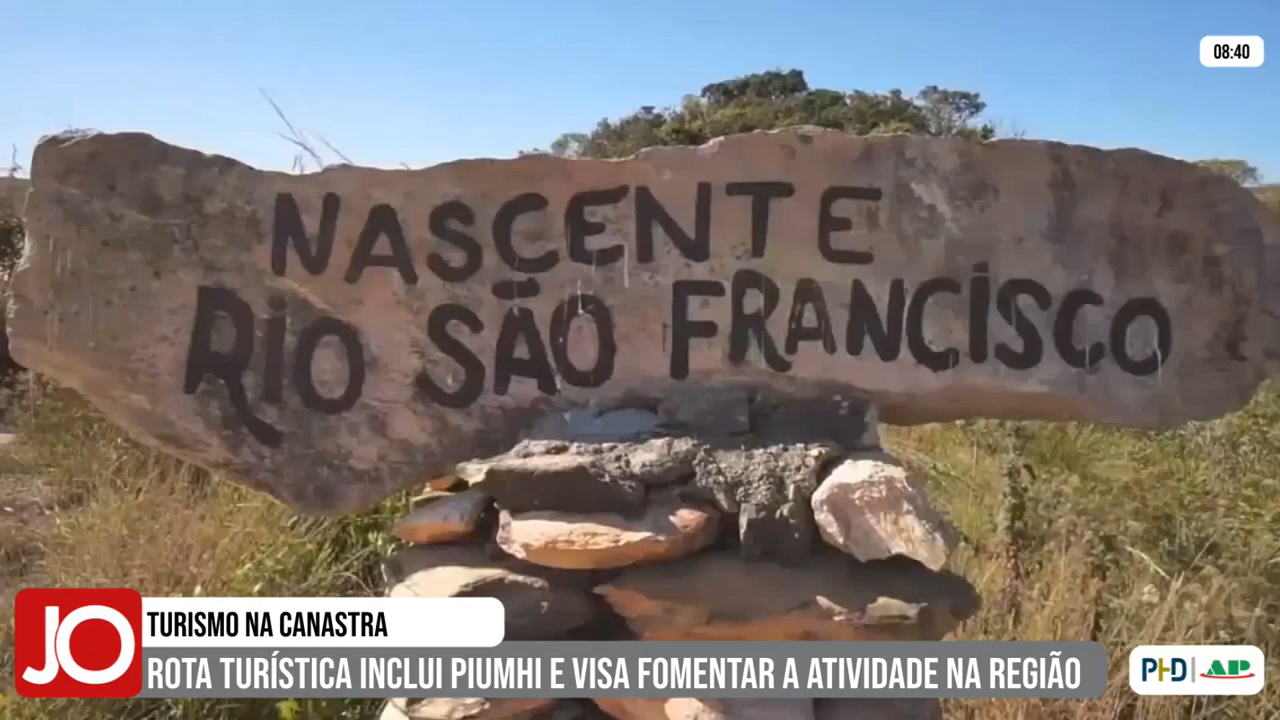 08:40
NASCENTE
RIO SÃO FRANCISCO
JO
TURISMO NA CANASTRA
ROTA TURÍSTICA INCLUI PIUMHI E VISA FOMENTAR A ATIVIDADE NA REGIÃO
PHD | AP